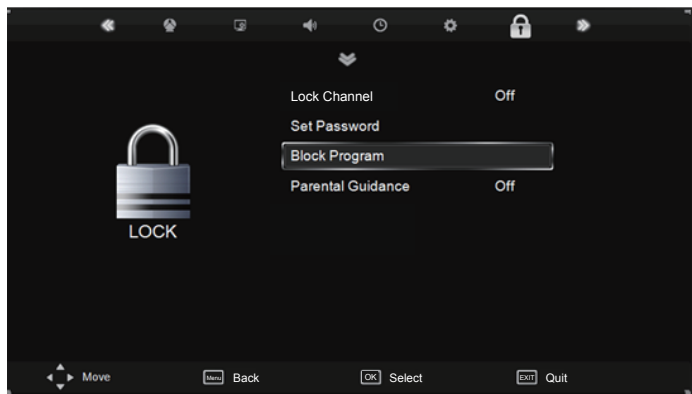 Lock Channel Off
Set Password
Block Program
Parental Guidance Off
LOCK
Move Menu Back OK Select EXIT Quit